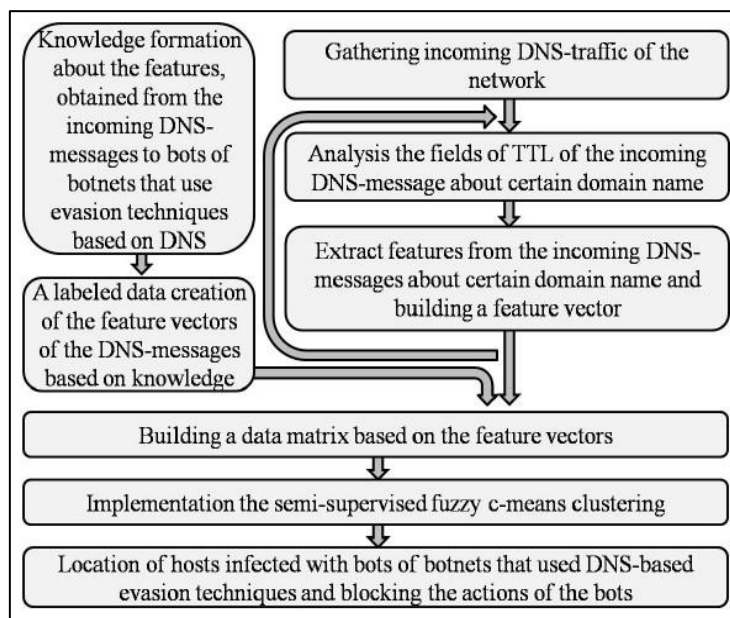 Knowledge formation
about the features,
obtained from the
incoming DNS-
messages to bots of
botnets that use
evasion techniques
based on DNS
A labeled data creation
of the feature vectors
of the DNS-messages
based on knowledge
Gathering incoming DNS-traffic of the
network
Analysis the fields of TTL of the incoming
DNS-message about certain domain name
Extract features from the incoming DNS-
messages about certain domain name and
building a feature vector
Building a data matrix based on the feature vectors
Implementation the semi-supervised fuzzy c-means clustering
Location of hosts infected with bots of botnets that used DNS-based
evasion techniques and blocking the actions of the bots